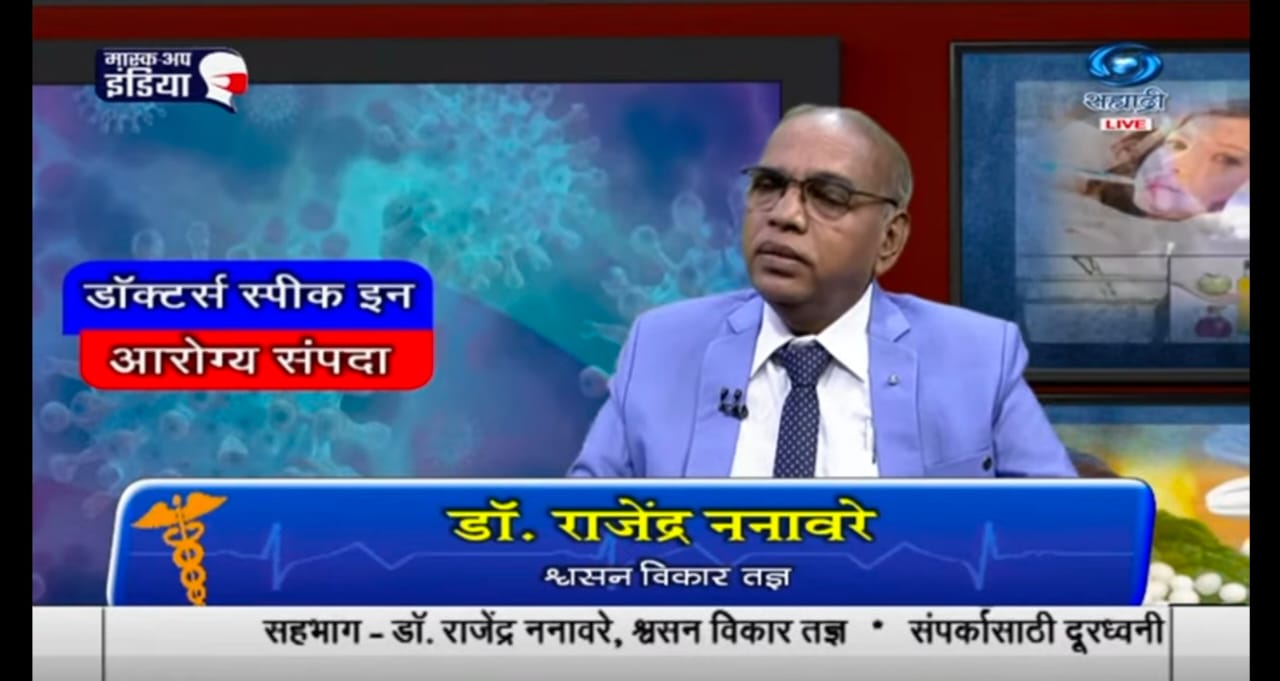 मास्क-अप
इंडिया
सह्याद्री
LIVE
डॉक्टर्स स्पीक इन
आरोग्य संपदा
डॉ. राजेंद्र ननावरे
श्वसन विकार तज्ञ
सहभाग - डॉ. राजेंद्र ननावरे, श्वसन विकार तज्ञ * संपर्कासाठी दूरध्वनी